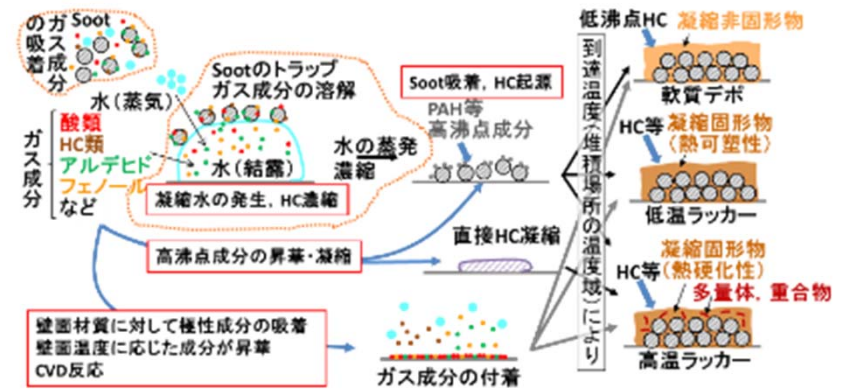 Soot
ガス成分
の吸着
水（蒸気）
ガス成分
酸類
HC類
アルデヒド
フェノール
など
Sootのトラップ
ガス成分の溶解
水（結露）
凝縮水の発生，HC濃縮
水の蒸発
濃縮
Soot吸着，HC起源
PAH等
高沸点成分
高沸点成分の昇華・凝縮
直接HC凝縮
壁面材質に対して極性成分の吸着
壁面温度に応じた成分が昇華
CVD反応
ガス成分の付着
到達温度（堆積場所の温度域）により
低沸点HC
凝縮非固形物
軟質デポ
HC等
凝縮固形物
（熱可塑性）
低温ラッカー
凝縮固形物
HC等
（熱硬化性）
多量体，重合物
高温ラッカー